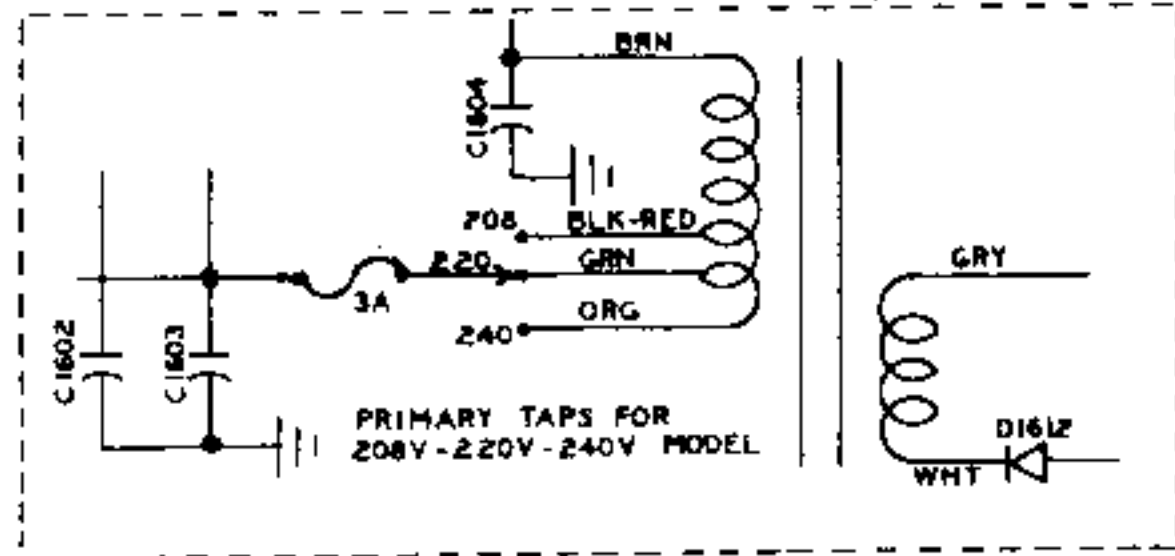 BRN
C1604
208
BLK-RED
220
GRN
GRY
3A
ORG
240
C1602
C1603
PRIMARY TAPS FOR
208V-220V-240V MODEL
D1612
WHT